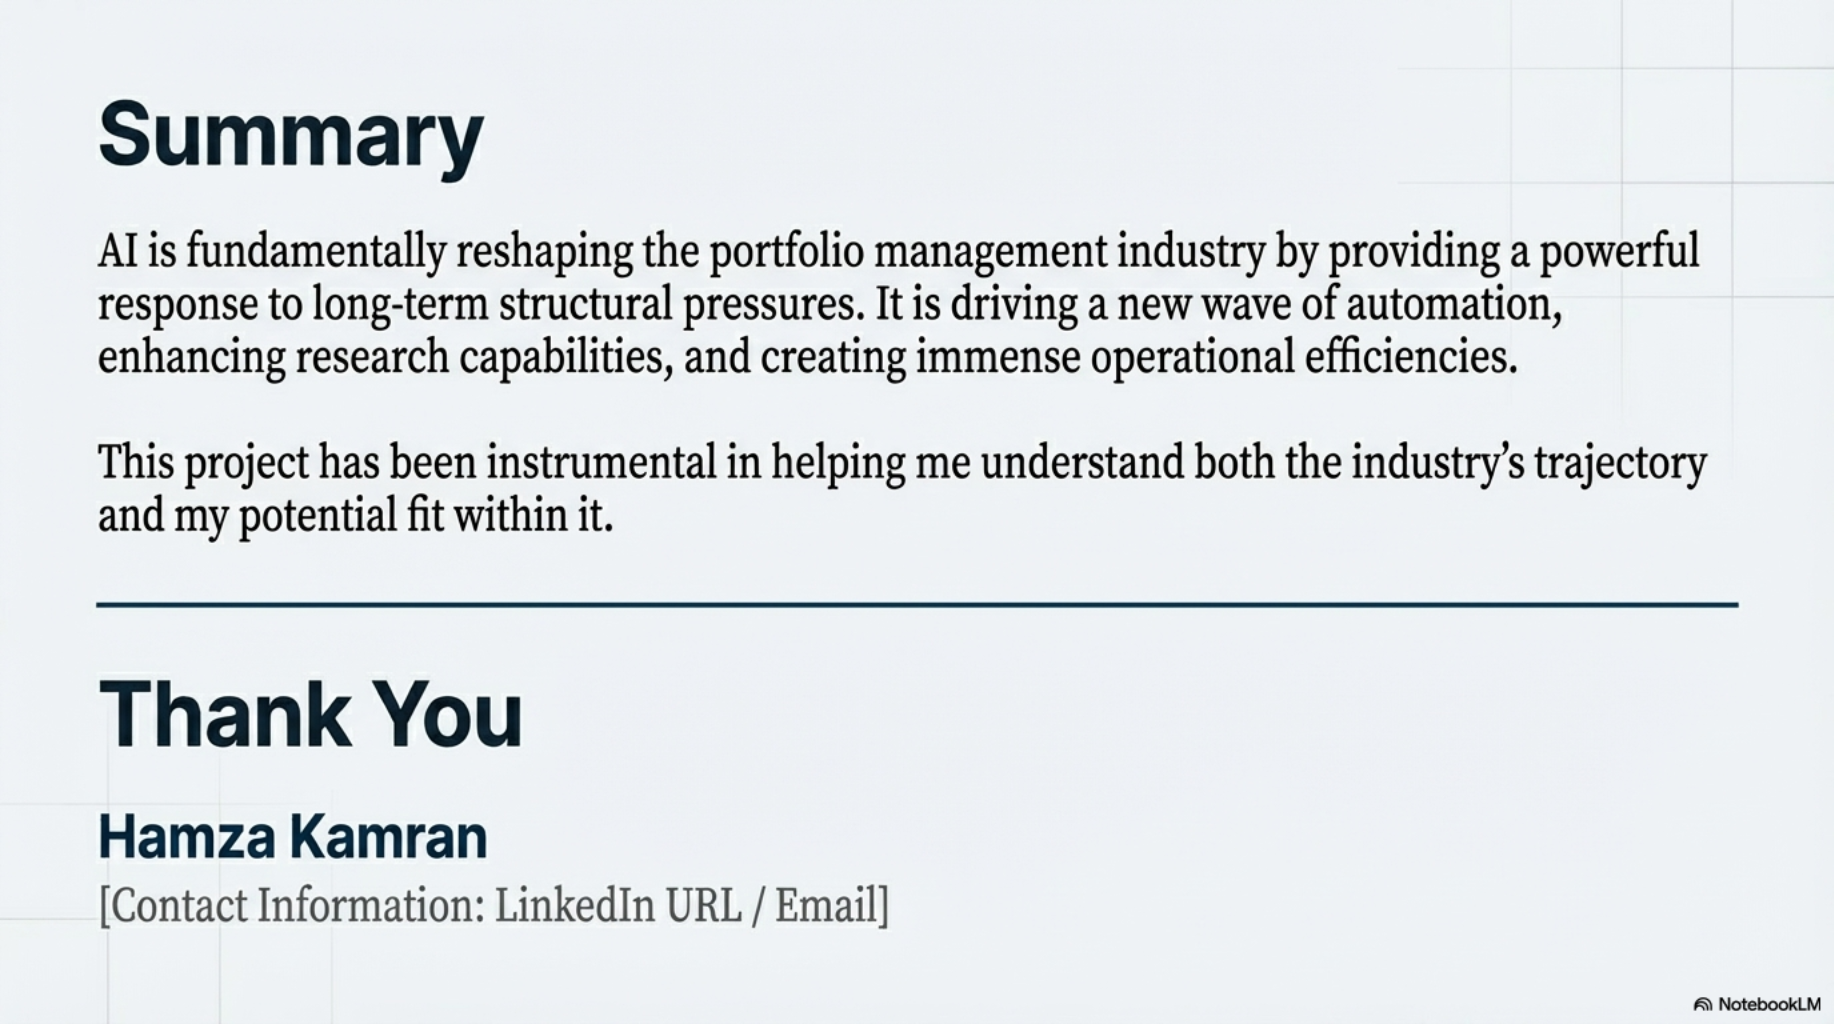 Summary
AI is fundamentally reshaping the portfolio management industry by providing a powerful
response to long-term structural pressures. It is driving a new wave of automation,
enhancing research capabilities, and creating immense operational efficiencies.
This project has been instrumental in helping me understand both the industry’s trajectory
and my potential fit within it.
Thank You
Hamza Kamran
[Contact Information: LinkedIn URL / Email]
NotebookLM